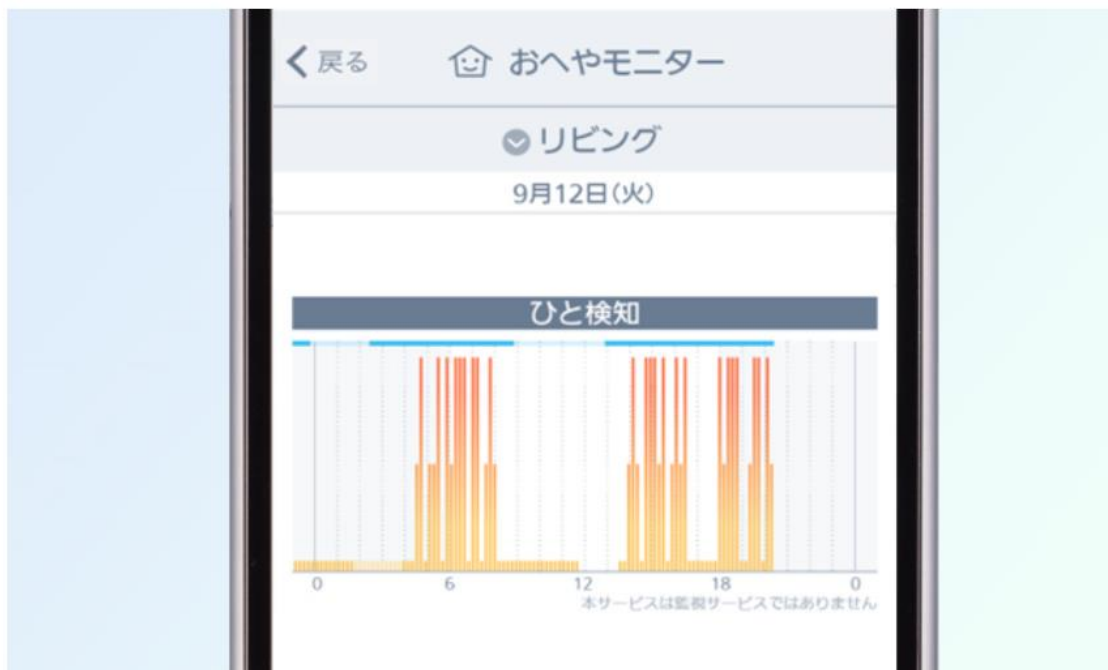 戻る おへやモニター
リビング
9月12日(火)
ひと検知
0 6 12 18 0
本サービスは監視サービスではありません